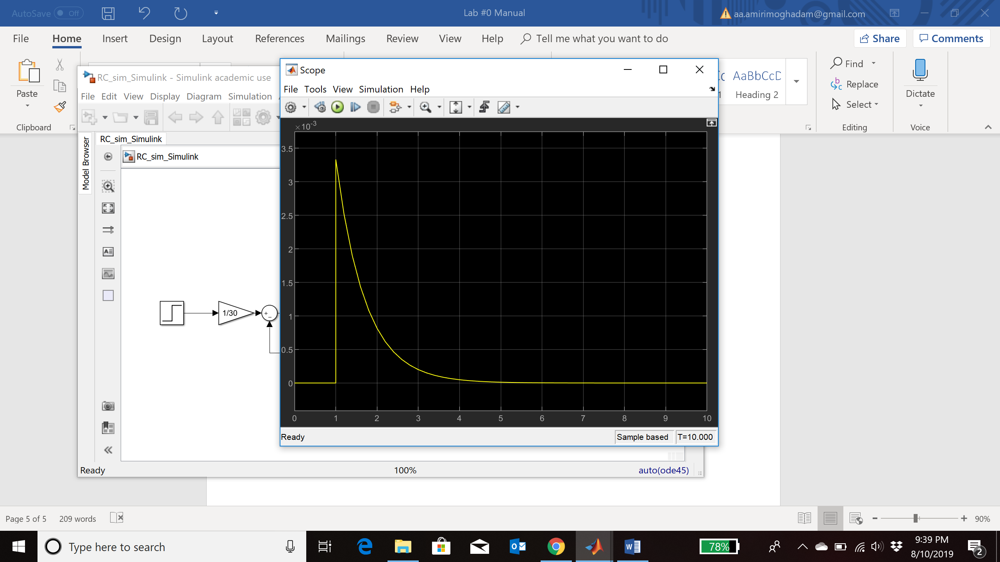 AutoSave Off
Lab #0 Manual
aa.amirimoghadam@gmail.com
File Home Insert Design Layout References Mailings Review View Help Tell me what you want to do
Share Comments
Paste
Clipboard
AaBbCcD
Heading 2
Find
Replace
Select
Editing
Dictate
Voice
RC_sim_Simulink - Simulink academic use
File Edit View Display Diagram Simulation
RC_sim_Simulink
Model Browser
RC_sim_Simulink
1/30
+
−
Ready
100%
auto(ode45)
Scope
File Tools View Simulation Help
×10-3
3.5
3
2.5
2
1.5
1
0.5
0
0 1 2 3 4 5 6 7 8 9 10
Ready
Sample based T=10.000
Page 5 of 5 209 words
90%
Type here to search
78%
9:39 PM
8/10/2019
2